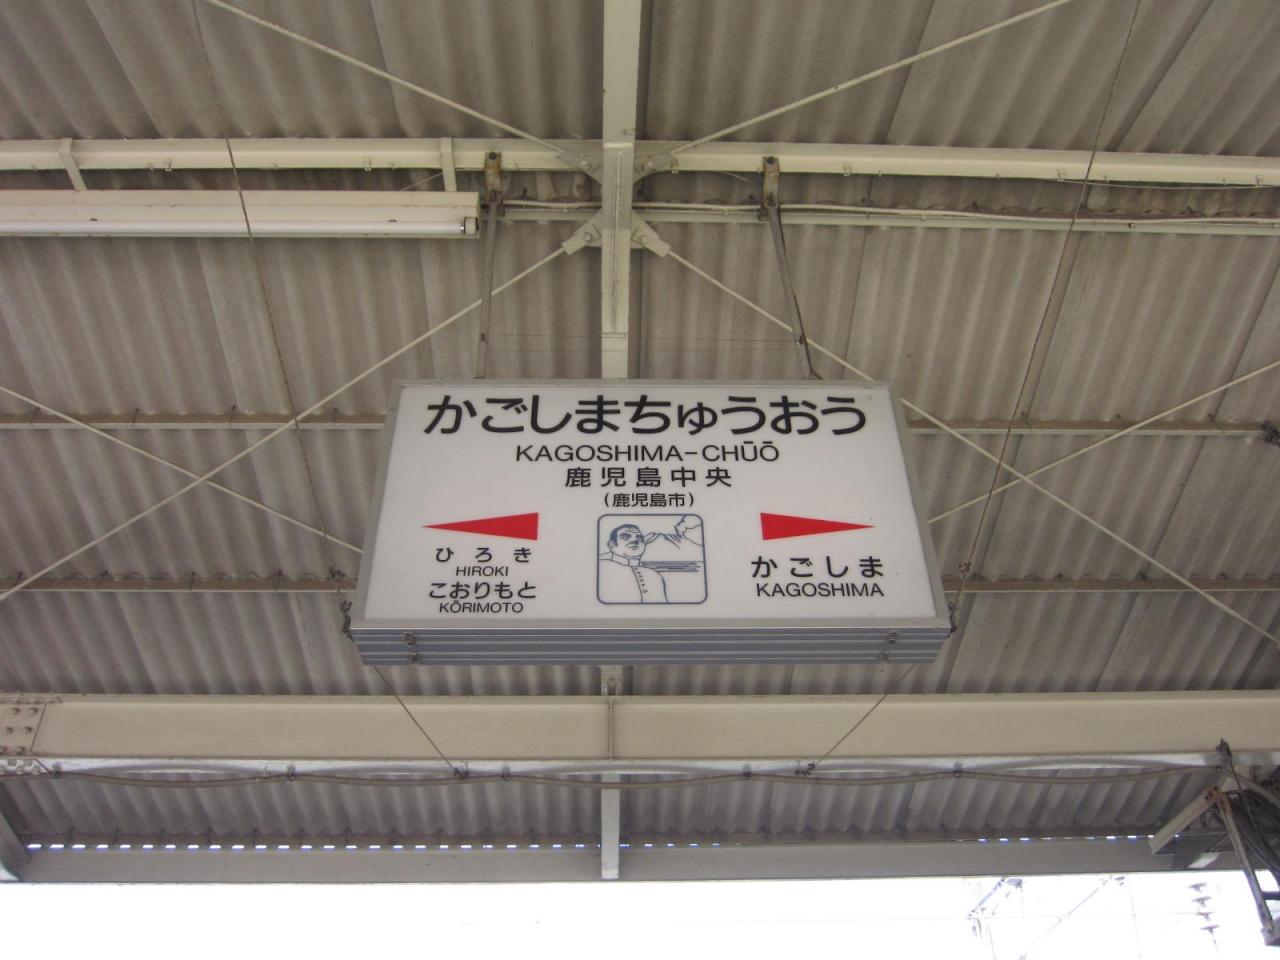 かごしまちゅうおう
KAGOSHIMA-CHŪŌ
鹿児島中央
(鹿児島市)
ひろき
HIROKI
こおりもと
KŌRIMOTO
かごしま
KAGOSHIMA